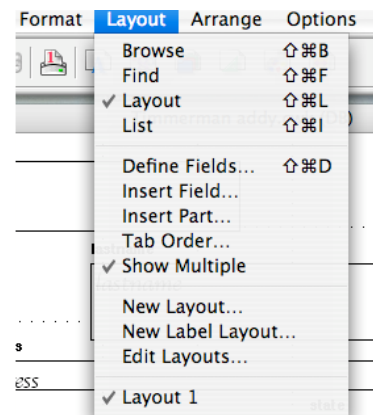 Format Layout Arrange Options
Browse ⇧⌘B
Find ⇧⌘F
✓ Layout ⇧⌘L
List ⇧⌘I
Define Fields... ⇧⌘D
Insert Field...
Insert Part...
Tab Order...
✓ Show Multiple
New Layout...
New Label Layout...
Edit Layouts...
✓ Layout 1